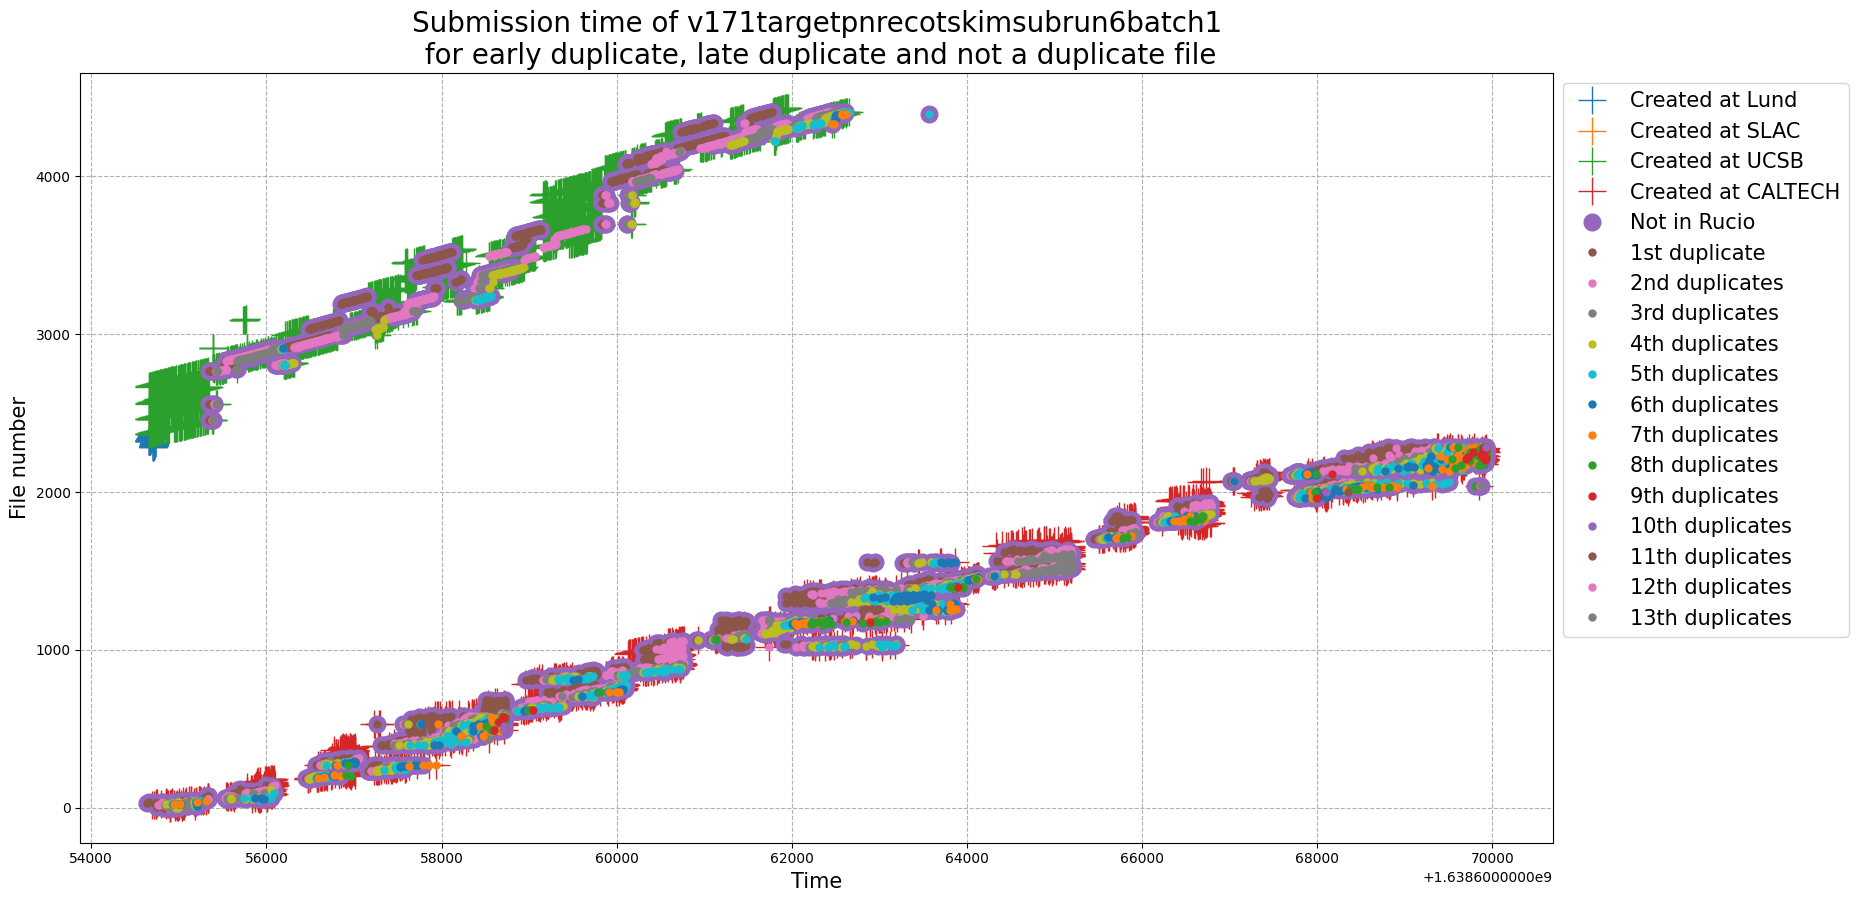 Submission time of v171targetpnrecotskimsubrun6batch1
for early duplicate, late duplicate and not a duplicate file
File number
4000
3000
2000
1000
0
54000 56000 58000 60000 62000 64000 66000 68000 70000
Time
+1.6386000000e9
Created at Lund
Created at SLAC
Created at UCSB
Created at CALTECH
Not in Rucio
1st duplicate
2nd duplicates
3rd duplicates
4th duplicates
5th duplicates
6th duplicates
7th duplicates
8th duplicates
9th duplicates
10th duplicates
11th duplicates
12th duplicates
13th duplicates